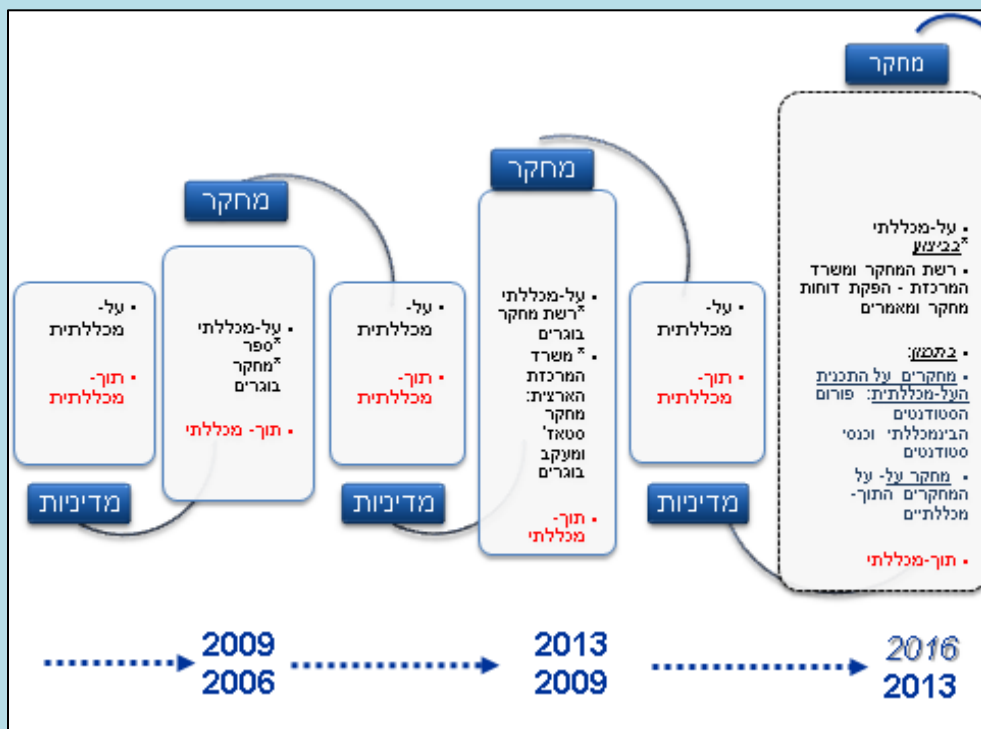 על-
מכללתית
תוך-
מכללתית
מדיניות
מחקר
על-מכללתי
*ספר
*מחקר
בוגרים
תוך- מכללתי
על-
מכללתית
תוך-
מכללתית
מדיניות
מחקר
על-מכללתי
*רשת מחקר
בוגרים
* משרד
המרכזת
הארצית:
מחקר
סטאז'
ומעקב
בוגרים
תוך-
מכללתי
על-
מכללתית
תוך-
מכללתית
מדיניות
מחקר
על-מכללתי
*בביצוע
רשת המחקר ומשרד
המרכזת - הפקת דוחות
מחקר ומאמרים
בתכנון:
מחקרים על התכנית
העל-מכללתית: פורום
הסטודנטים
הבינמכללתי וכנסי
סטודנטים
מחקר על- על
המחקרים התוך-
מכללתיים
תוך-מכללתי
2009
2006
2013
2009
2016
2013